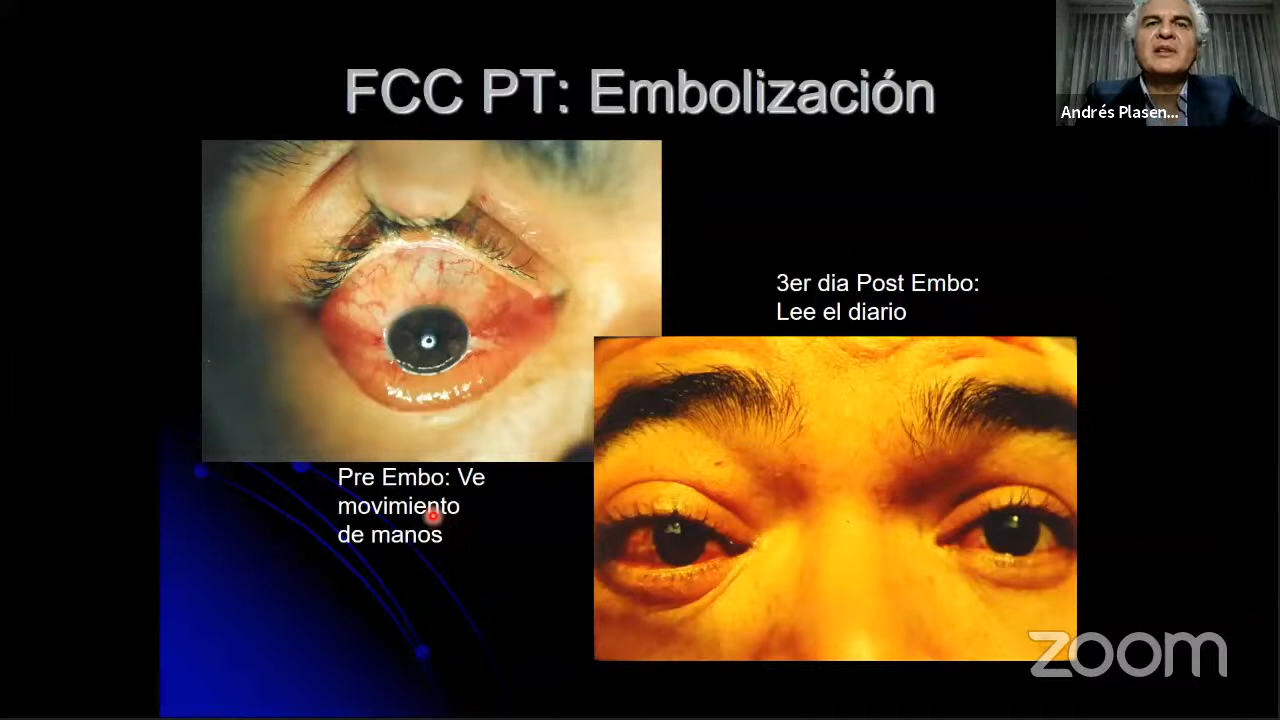 Andrés Plasen...
FCC PT: Embolización
3er dia Post Embo:
Lee el diario
Pre Embo: Ve
movimiento
de manos
zoom